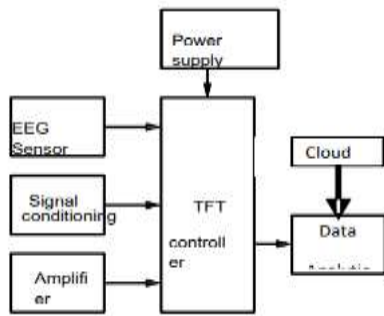 Power
supply
EEG
Sensor
Cloud
Signal
conditioning
TFT
Data
controll
er
Amplifi
er